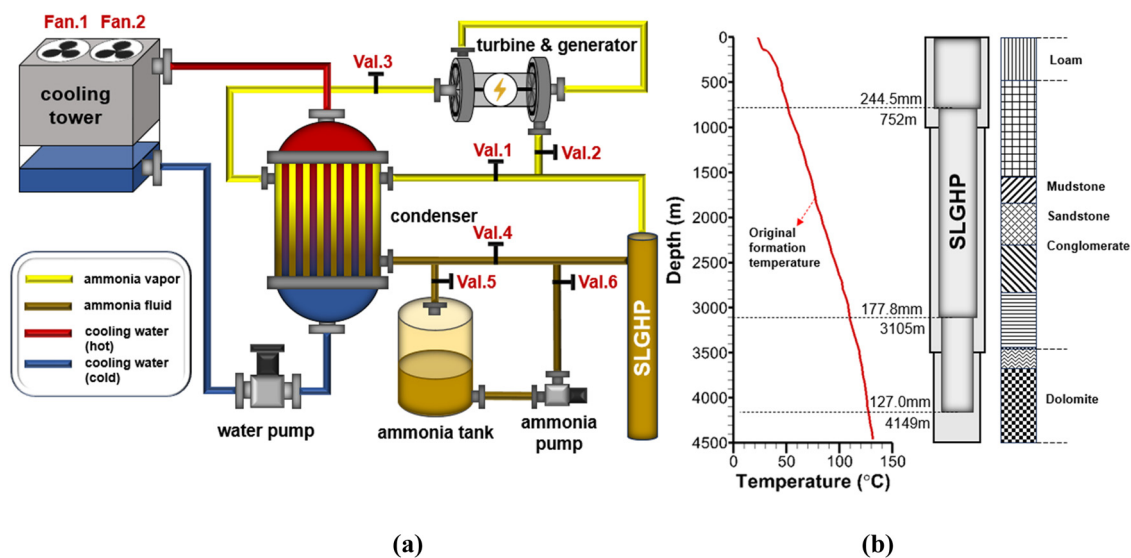 Fan.1 Fan.2
cooling
tower
Val.3
turbine & generator
Val.1
Val.2
condenser
Val.4
Val.5
Val.6
SLGHP
ammonia vapor
ammonia fluid
cooling water
(hot)
cooling water
(cold)
water pump
ammonia tank
ammonia
pump
(a)
Depth (m)
0
500
1000
1500
2000
2500
3000
3500
4000
4500
0
50
100
150
Temperature (°C)
Original
formation
temperature
244.5mm
752m
177.8mm
3105m
127.0mm
4149m
SLGHP
Loam
Mudstone
Sandstone
Conglomerate
Dolomite
(b)